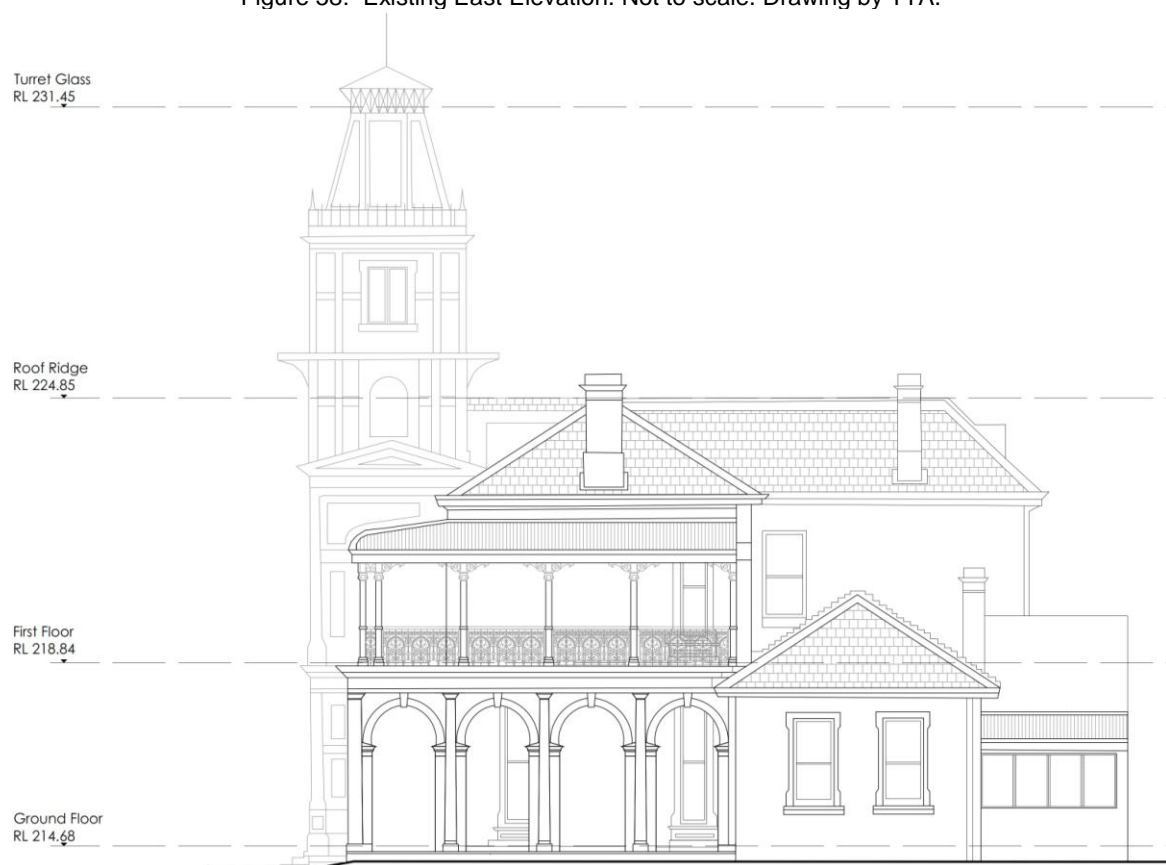 Figure 38: Existing East Elevation. Not to scale. Drawing by TTA.
Turret Glass
RL 231.45
Roof Ridge
RL 224.85
First Floor
RL 218.84
Ground Floor
RL 214.68